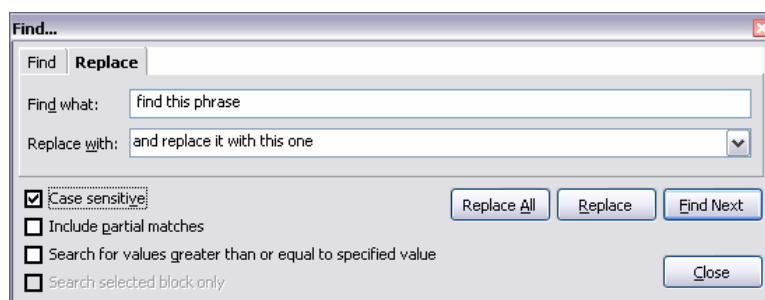 Find...
Find Replace
Find what: find this phrase
Replace with: and replace it with this one
Case sensitive
Replace All Replace Find Next
Include partial matches
Search for values greater than or equal to specified value
Search selected block only
Close